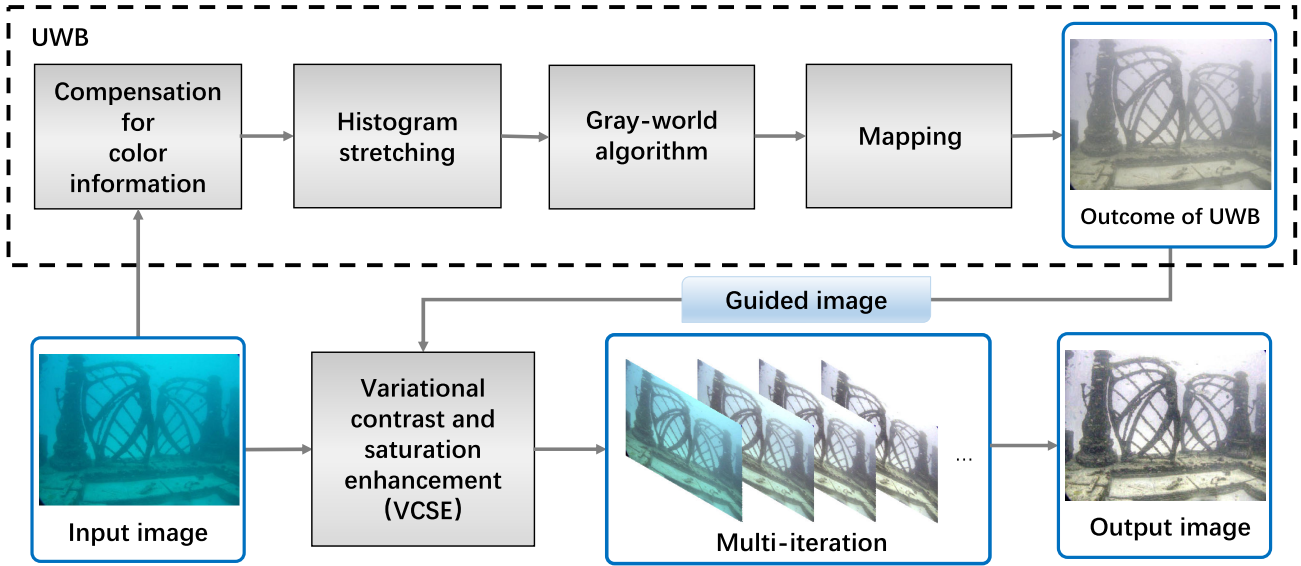 UWB
Compensation
for
color
information
Histogram
stretching
Gray-world
algorithm
Mapping
Outcome of UWB
Guided image
Input image
Variational
contrast and
saturation
enhancement
(VCSE)
...
Multi-iteration
Output image